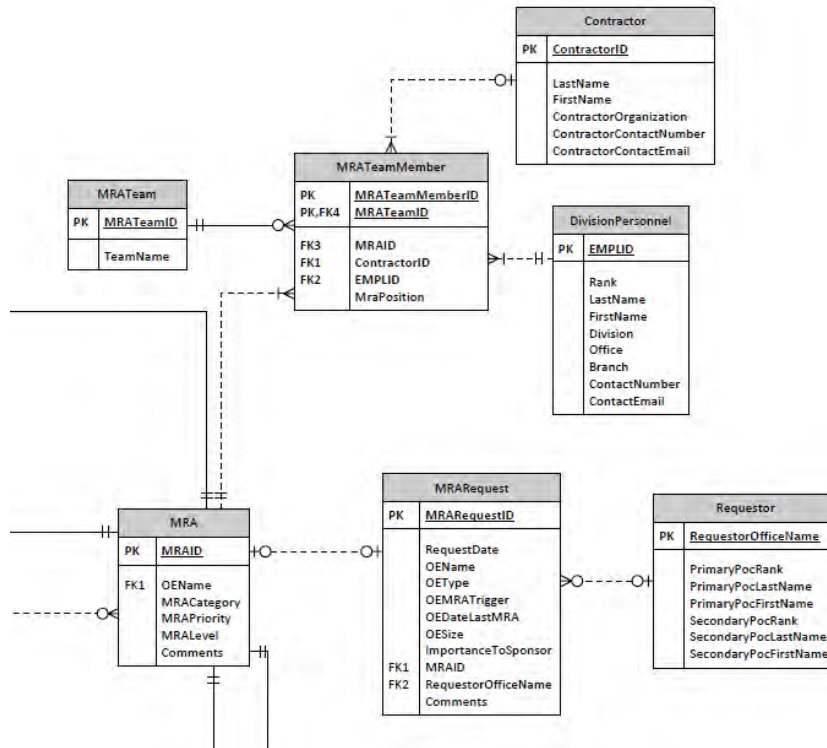 Contractor
PK ContractorID
LastName
FirstName
ContractorOrganization
ContractorContactNumber
ContractorContactEmail
MRATeamMember
PK MRATeamMemberID
PK,FK4 MRATeamID
FK3 MRAID
FK1 ContractorID
FK2 EMPLID
MraPosition
MRATeam
PK MRATeamID
TeamName
DivisionPersonnel
PK EMPLID
Rank
LastName
FirstName
Division
Office
Branch
ContactNumber
ContactEmail
MRA
PK MRAID
FK1 OEName
MRACategory
MRAPriority
MRALevel
Comments
MRARequest
PK MRARequestID
RequestDate
OEName
OEType
OEMRATrigger
OEDateLastMRA
OESize
ImportanceToSponsor
FK1 MRAID
FK2 RequestorOfficeName
Comments
Requestor
PK RequestorOfficeName
PrimaryPocRank
PrimaryPocLastName
PrimaryPocFirstName
SecondaryPocRank
SecondaryPocLastName
SecondaryPocFirstName